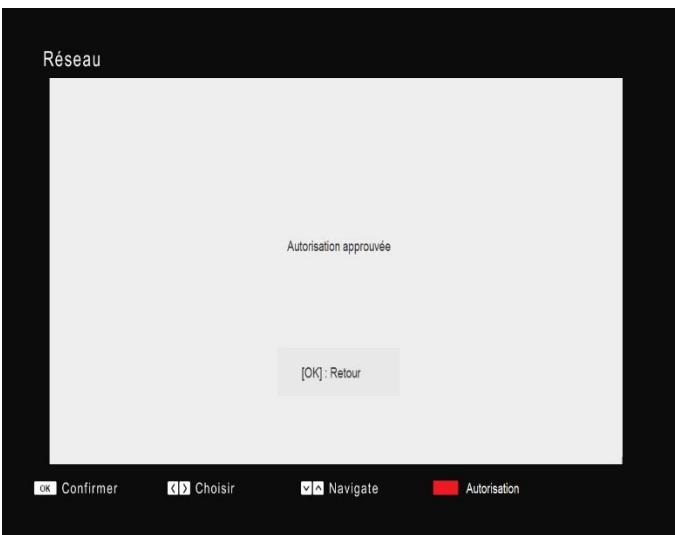 Réseau
Autorisation approuvée
[OK] : Retour
OK Confirmer Choisir Navigate Autorisation